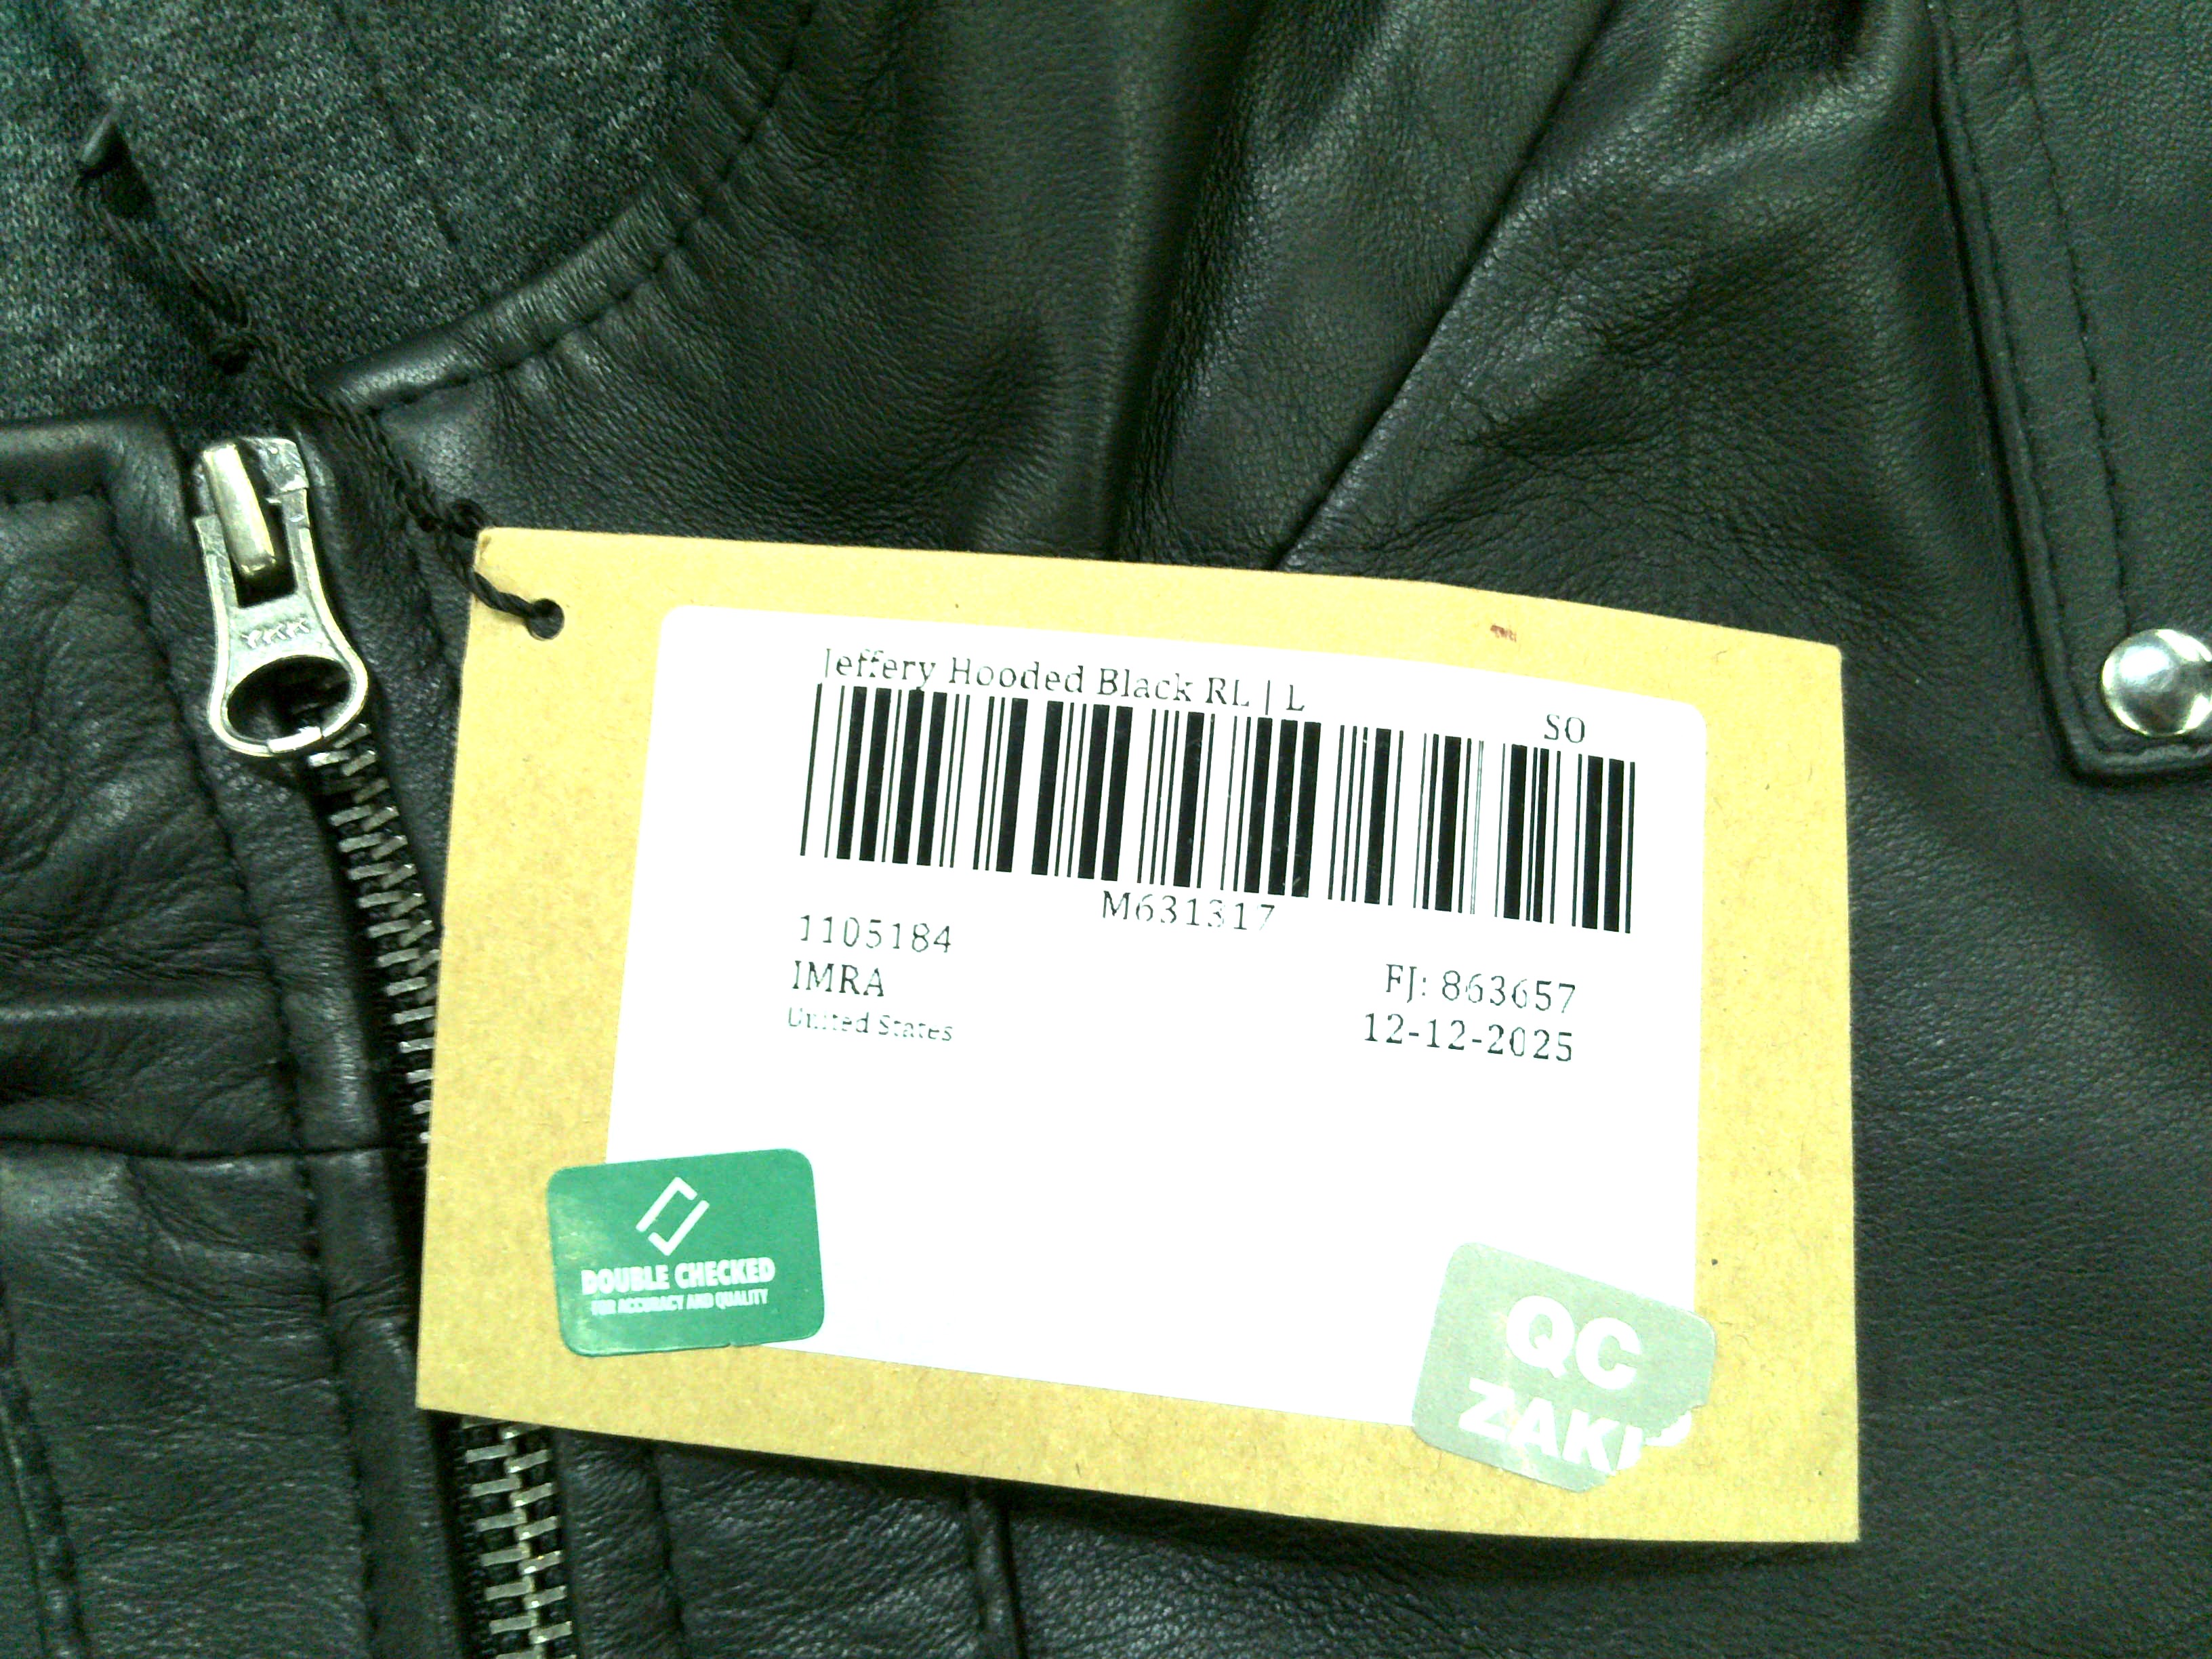 Jeffery Hooded Black RL | L
SO
M631317
1105184
IMRA
United States
FJ: 863657
12-12-2025
DOUBLE CHECKED
FOR ACCURACY AND QUALITY
QC
ZAKI